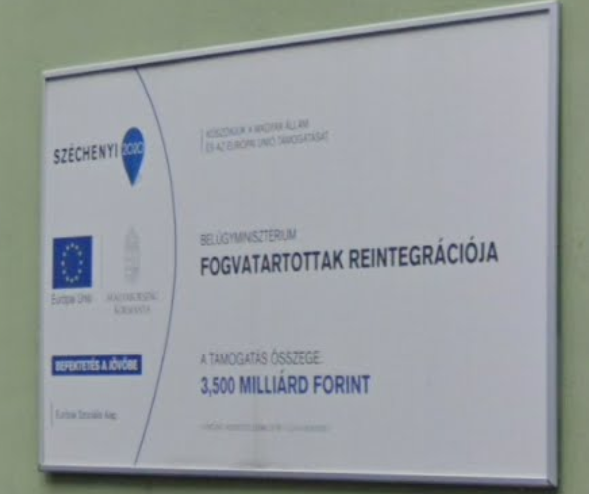 SZÉCHENYI 2020
KÖSZÖNJÜK A MAGYAR ÁLLAM
ÉS AZ EURÓPAI UNIÓ TÁMOGATÁSÁT
BELÜGYMINISZTÉRIUM
FOGVATARTOTTAK REINTEGRÁCIÓJA
Európai Unió
MAGYARORSZÁG
KORMÁNYA
BEFEKTETÉS A JÖVŐBE
A TÁMOGATÁS ÖSSZEGE:
3,500 MILLIÁRD FORINT
Európai Szociális Alap